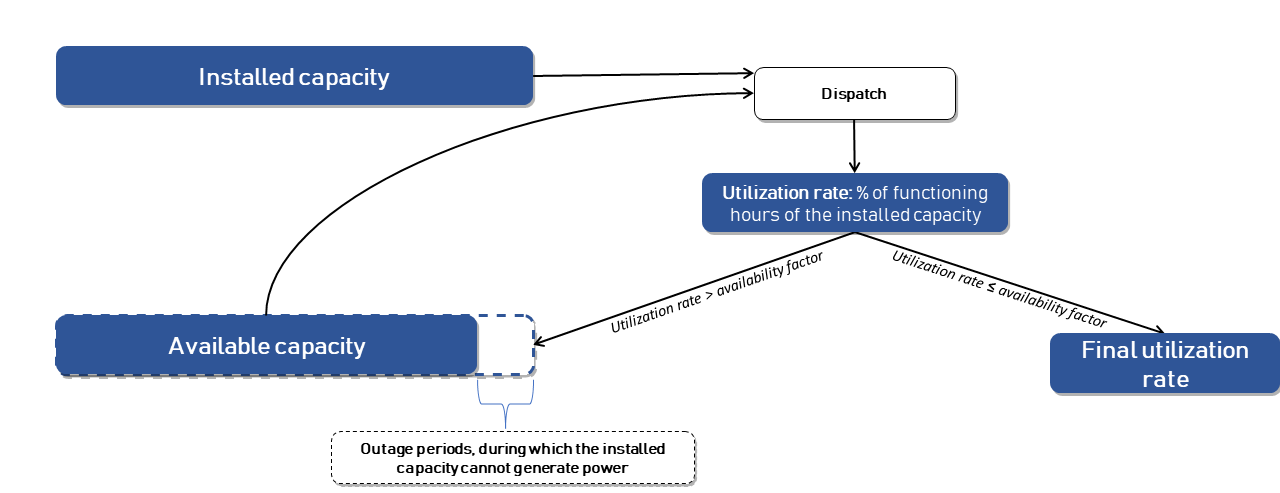 Installed capacity
Dispatch
Utilization rate: % of functioning
hours of the installed capacity
Utilization rate > availability factor
Utilization rate ≤ availability factor
Available capacity
Final utilization
rate
Outage periods, during which the installed
capacity cannot generate power